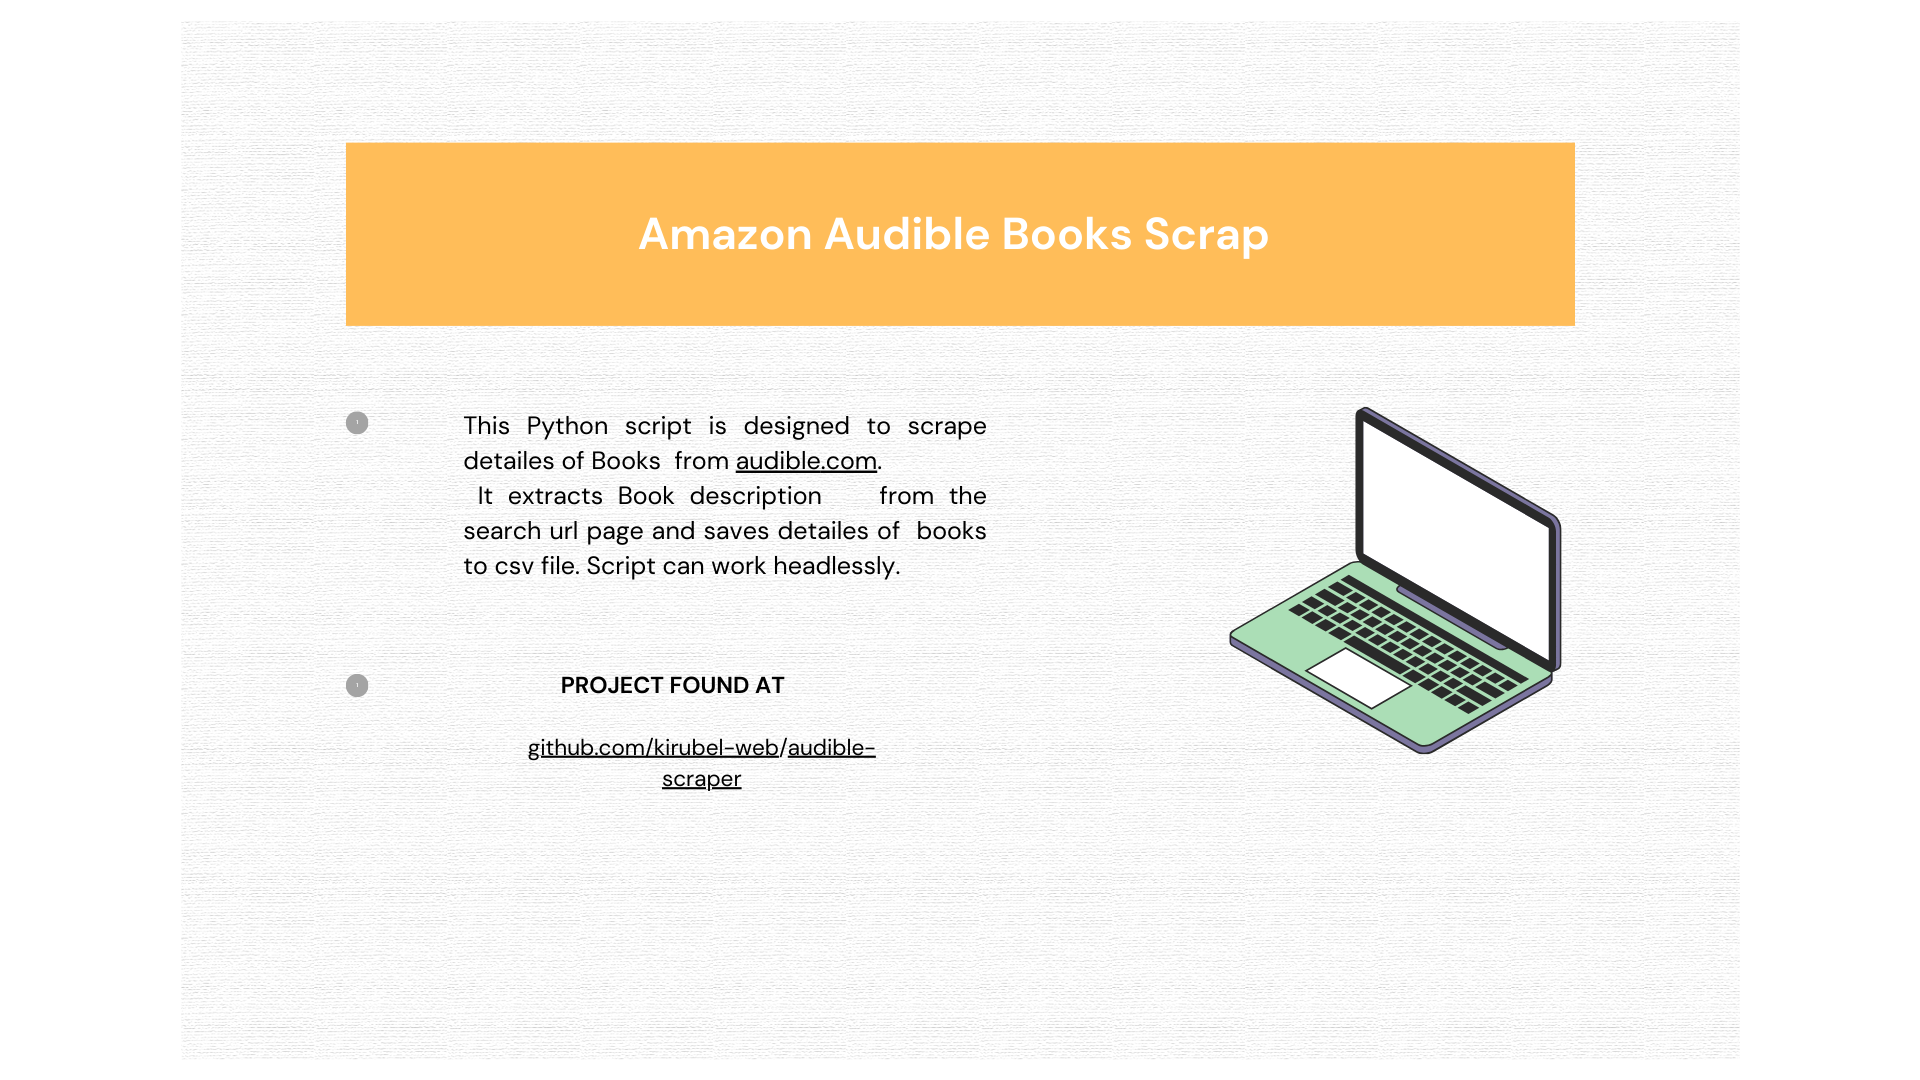 Amazon Audible Books Scrap
This Python script is designed to scrape
detailes of Books from audible.com.
It extracts Book description from the
search url page and saves detailes of books
to csv file. Script can work headlessly.
PROJECT FOUND AT
github.com/kirubel-web/audible-
scraper